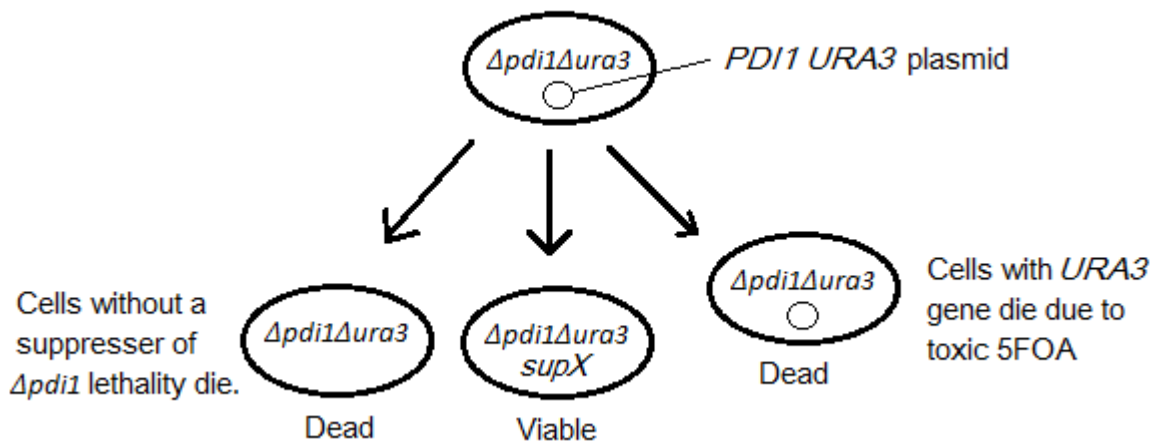 Δpdi1Δura3
PDI1 URA3 plasmid
Cells without a
suppresser of
Δpdi1 lethality die.
Δpdi1Δura3
Dead
Δpdi1Δura3
supX
Viable
Δpdi1Δura3
Dead
Cells with URA3
gene die due to
toxic 5FOA